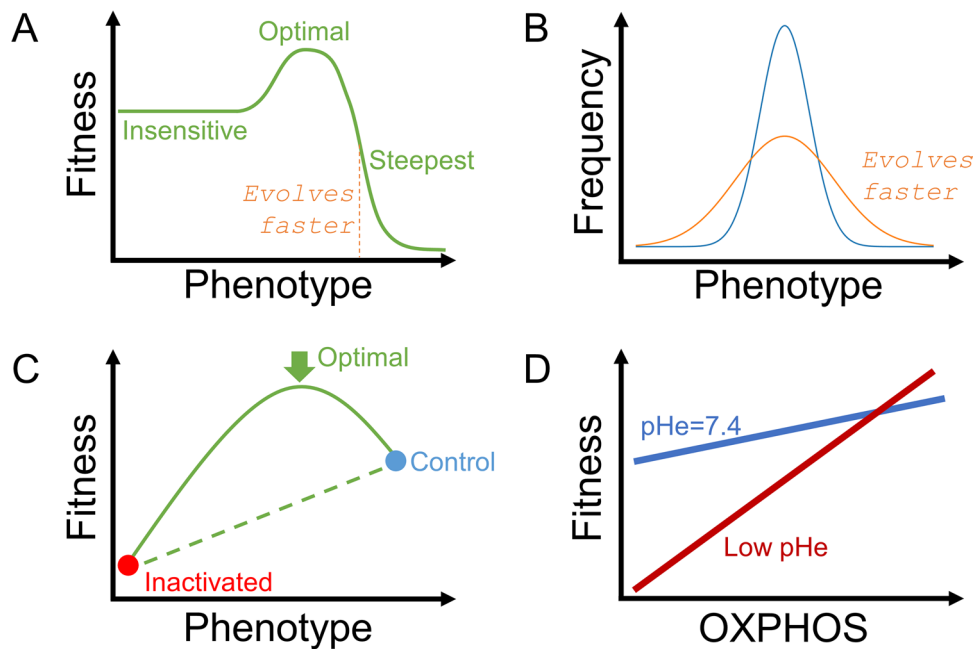 A
Fitness
Optimal
Insensitive
Steepest
Evolves
faster
Phenotype
B
Frequency
Evolves
faster
Phenotype
C
Fitness
Optimal
Control
Inactivated
Phenotype
D
Fitness
pHe=7.4
Low pHe
OXPHOS